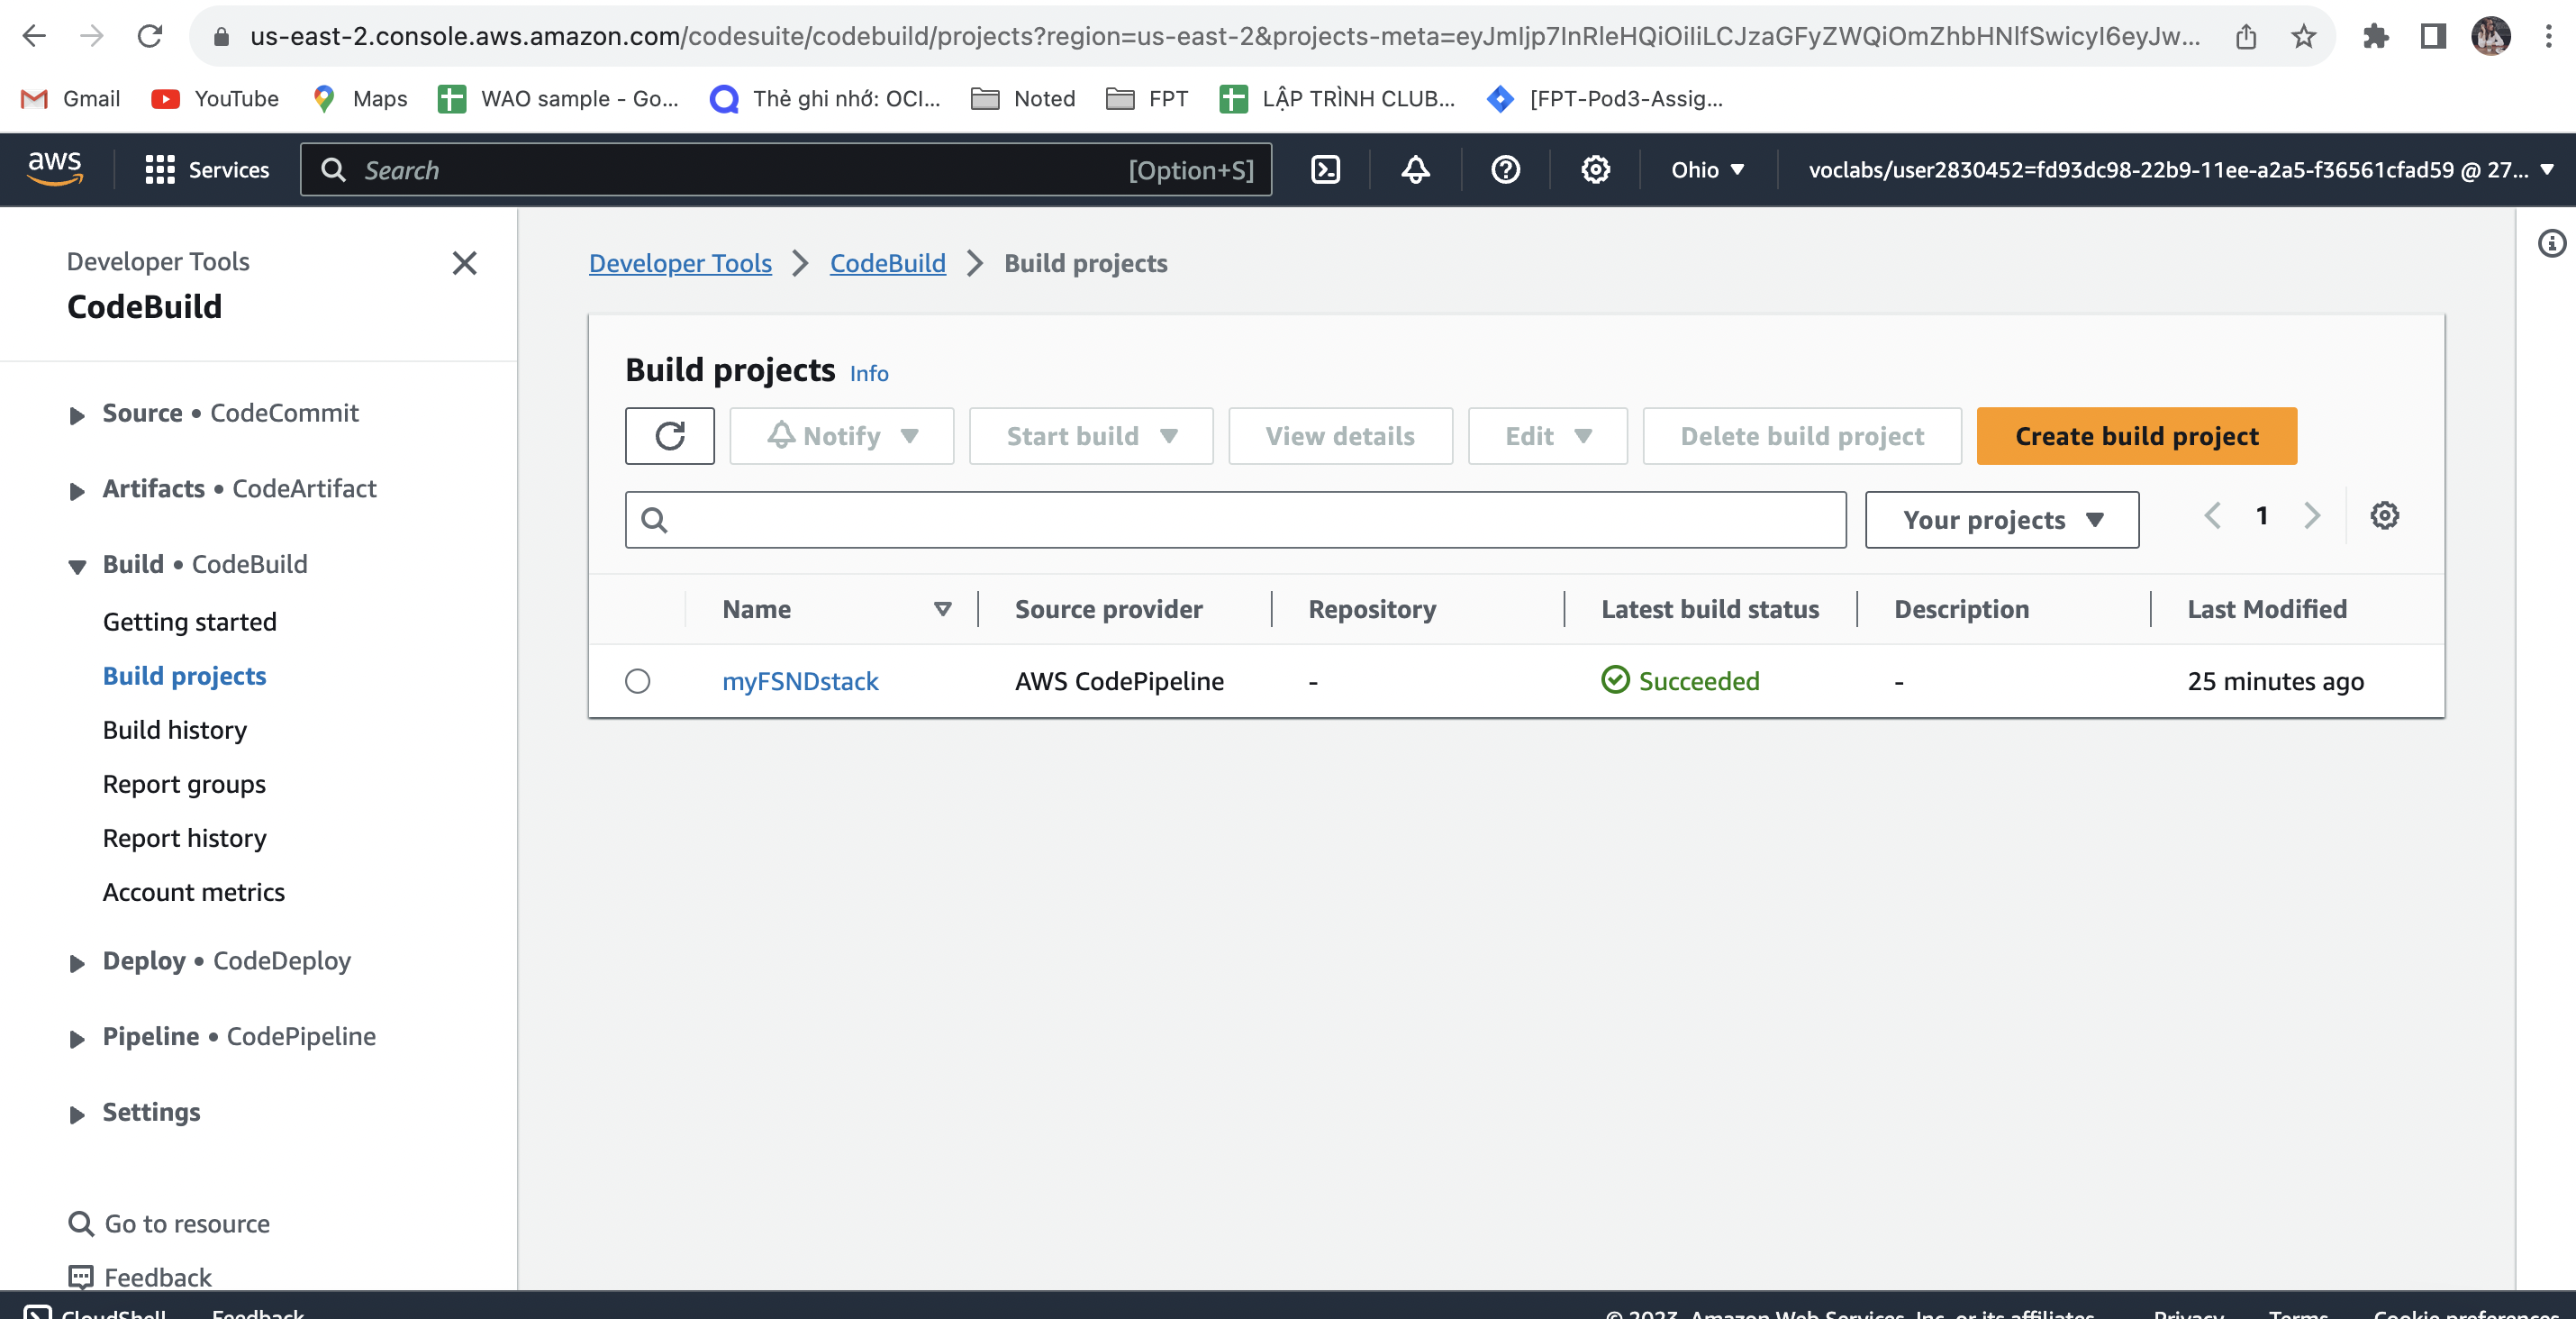 us-east-2.console.aws.amazon.com/codesuite/codebuild/projects?region=us-east-2&projects-meta=eyJmIjp7InRleHQiOiIiLCJzaGFyZWQiOmZhbHNlfSwicyI6eyJw...
Gmail YouTube Maps WAO sample - Go... Thẻ ghi nhớ: OCI... Noted FPT LẬP TRÌNH CLUB... [FPT-Pod3-Assig...
aws Services Search [Option+S] Ohio voclabs/user2830452=fd93dc98-22b9-11ee-a2a5-f36561cfad59 @ 27...
Developer Tools
CodeBuild
Source • CodeCommit
Artifacts • CodeArtifact
Build • CodeBuild
Getting started
Build projects
Build history
Report groups
Report history
Account metrics
Deploy • CodeDeploy
Pipeline • CodePipeline
Settings
Go to resource
Feedback
Developer Tools > CodeBuild > Build projects
Build projects Info
Notify Start build View details Edit Delete build project Create build project
Your projects 1
Name Source provider Repository Latest build status Description Last Modified
myFSNDstack AWS CodePipeline - Succeeded - 25 minutes ago
CloudShell Feedback © 2023, Amazon Web Services, Inc. or its affiliates. Privacy Terms Cookie preferences